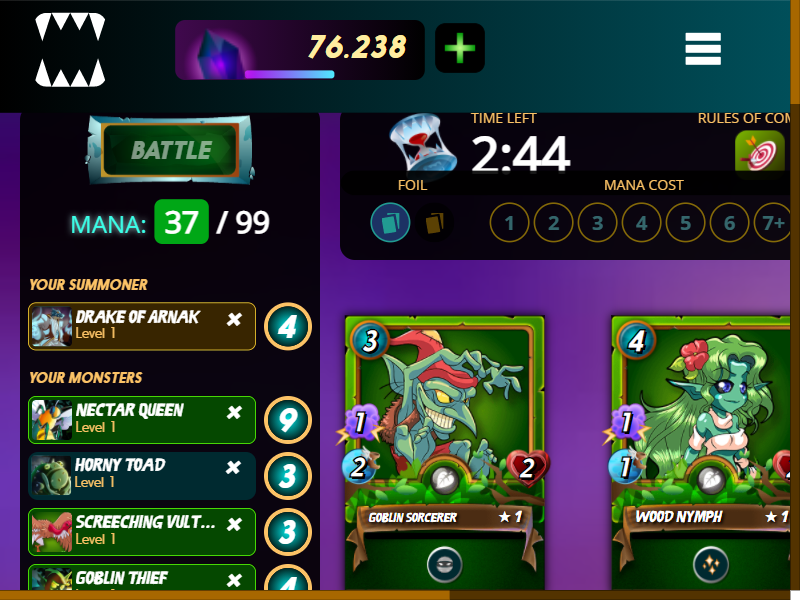 76.238
BATTLE
TIME LEFT
2:44
RULES OF COM
FOIL
MANA COST
1 2 3 4 5 6 7+
MANA: 37 / 99
YOUR SUMMONER
DRAKE OF ARNAK
Level 1
4
YOUR MONSTERS
NECTAR QUEEN
Level 1
9
HORNY TOAD
Level 1
3
SCREECHING VULT...
Level 1
3
GOBLIN THIEF
4
3
1
2
2
GOBLIN SORCERER
★ 1
4
1
1
WOOD NYMPH
★ 1